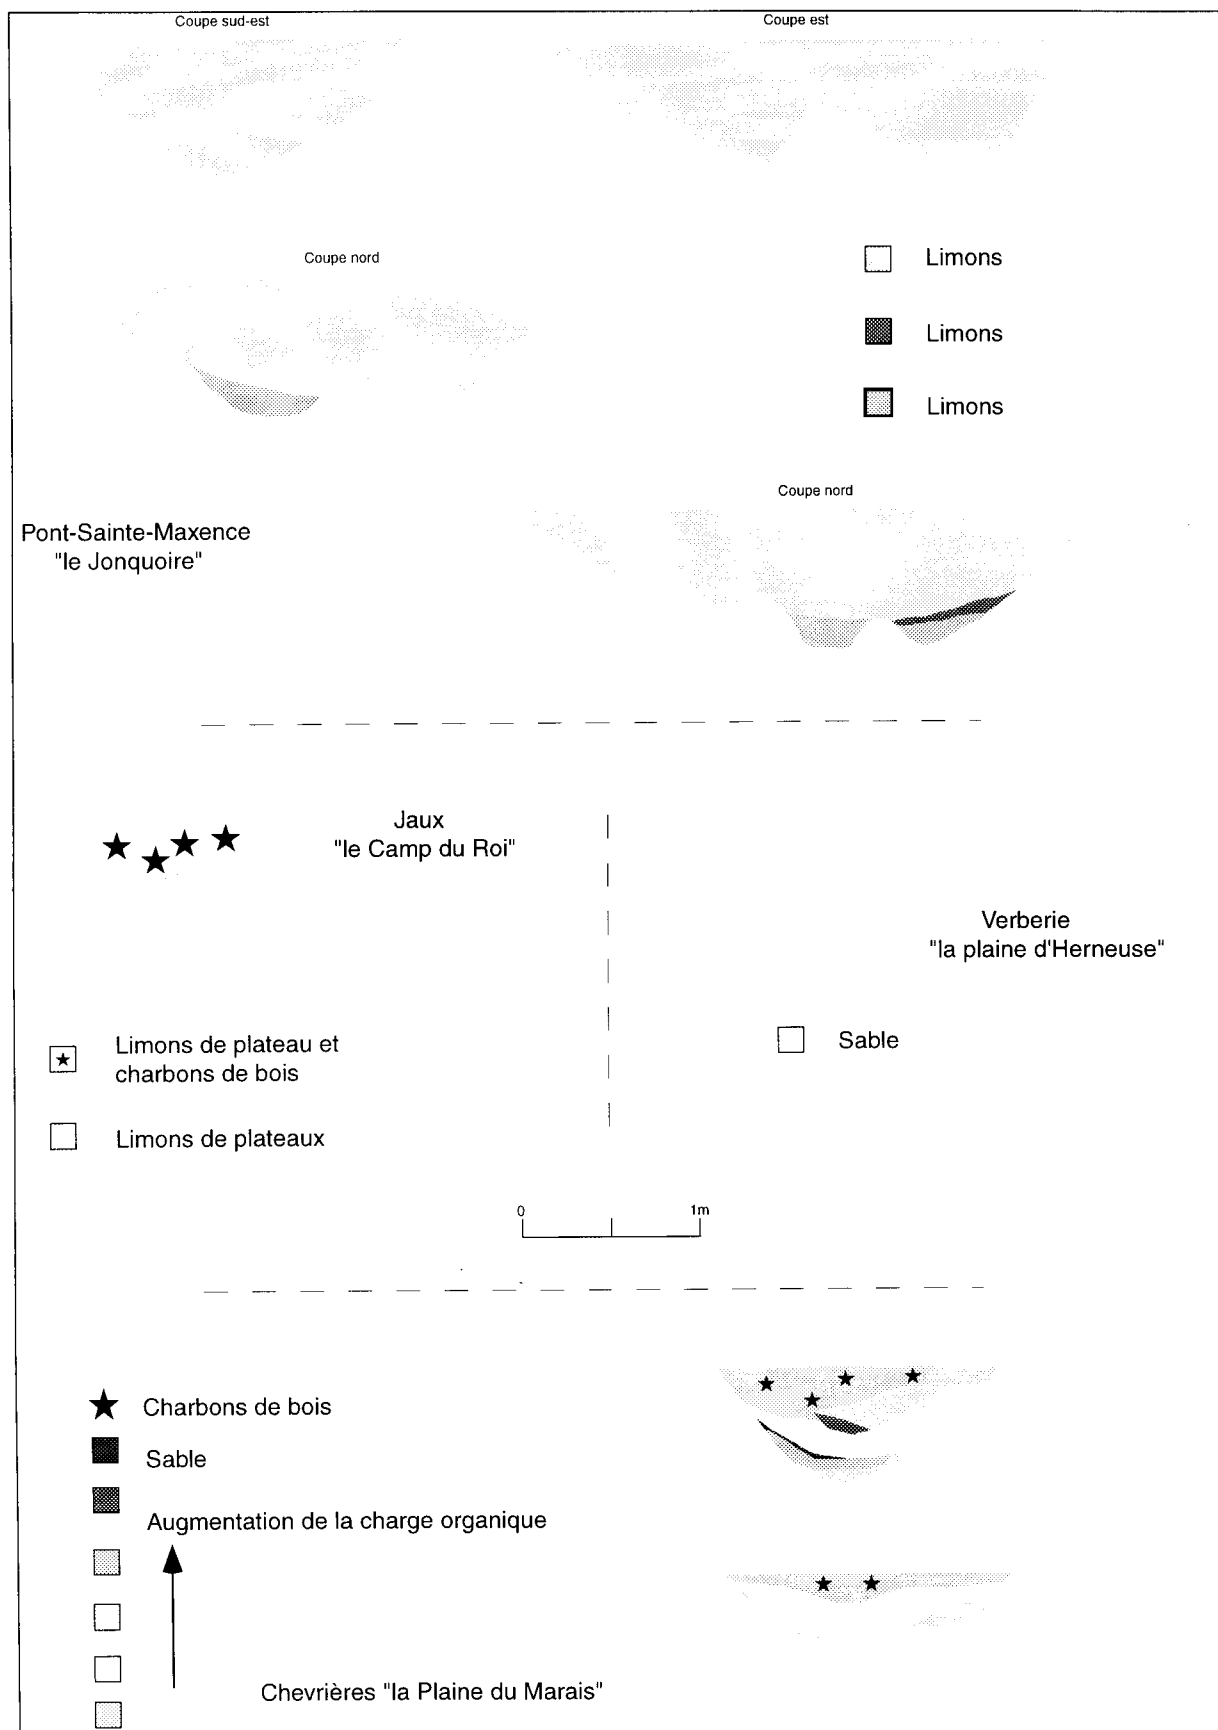 Coupe sud-est
Coupe est
Coupe nord
Limons
Limons
Limons
Coupe nord
Pont-Sainte-Maxence
"le Jonquoire"
Jaux
"le Camp du Roi"
Verberie
"la plaine d'Herneuse"
Limons de plateau et
charbons de bois
Sable
Limons de plateaux
0 1m
Charbons de bois
Sable
Augmentation de la charge organique
Chevrières "la Plaine du Marais"